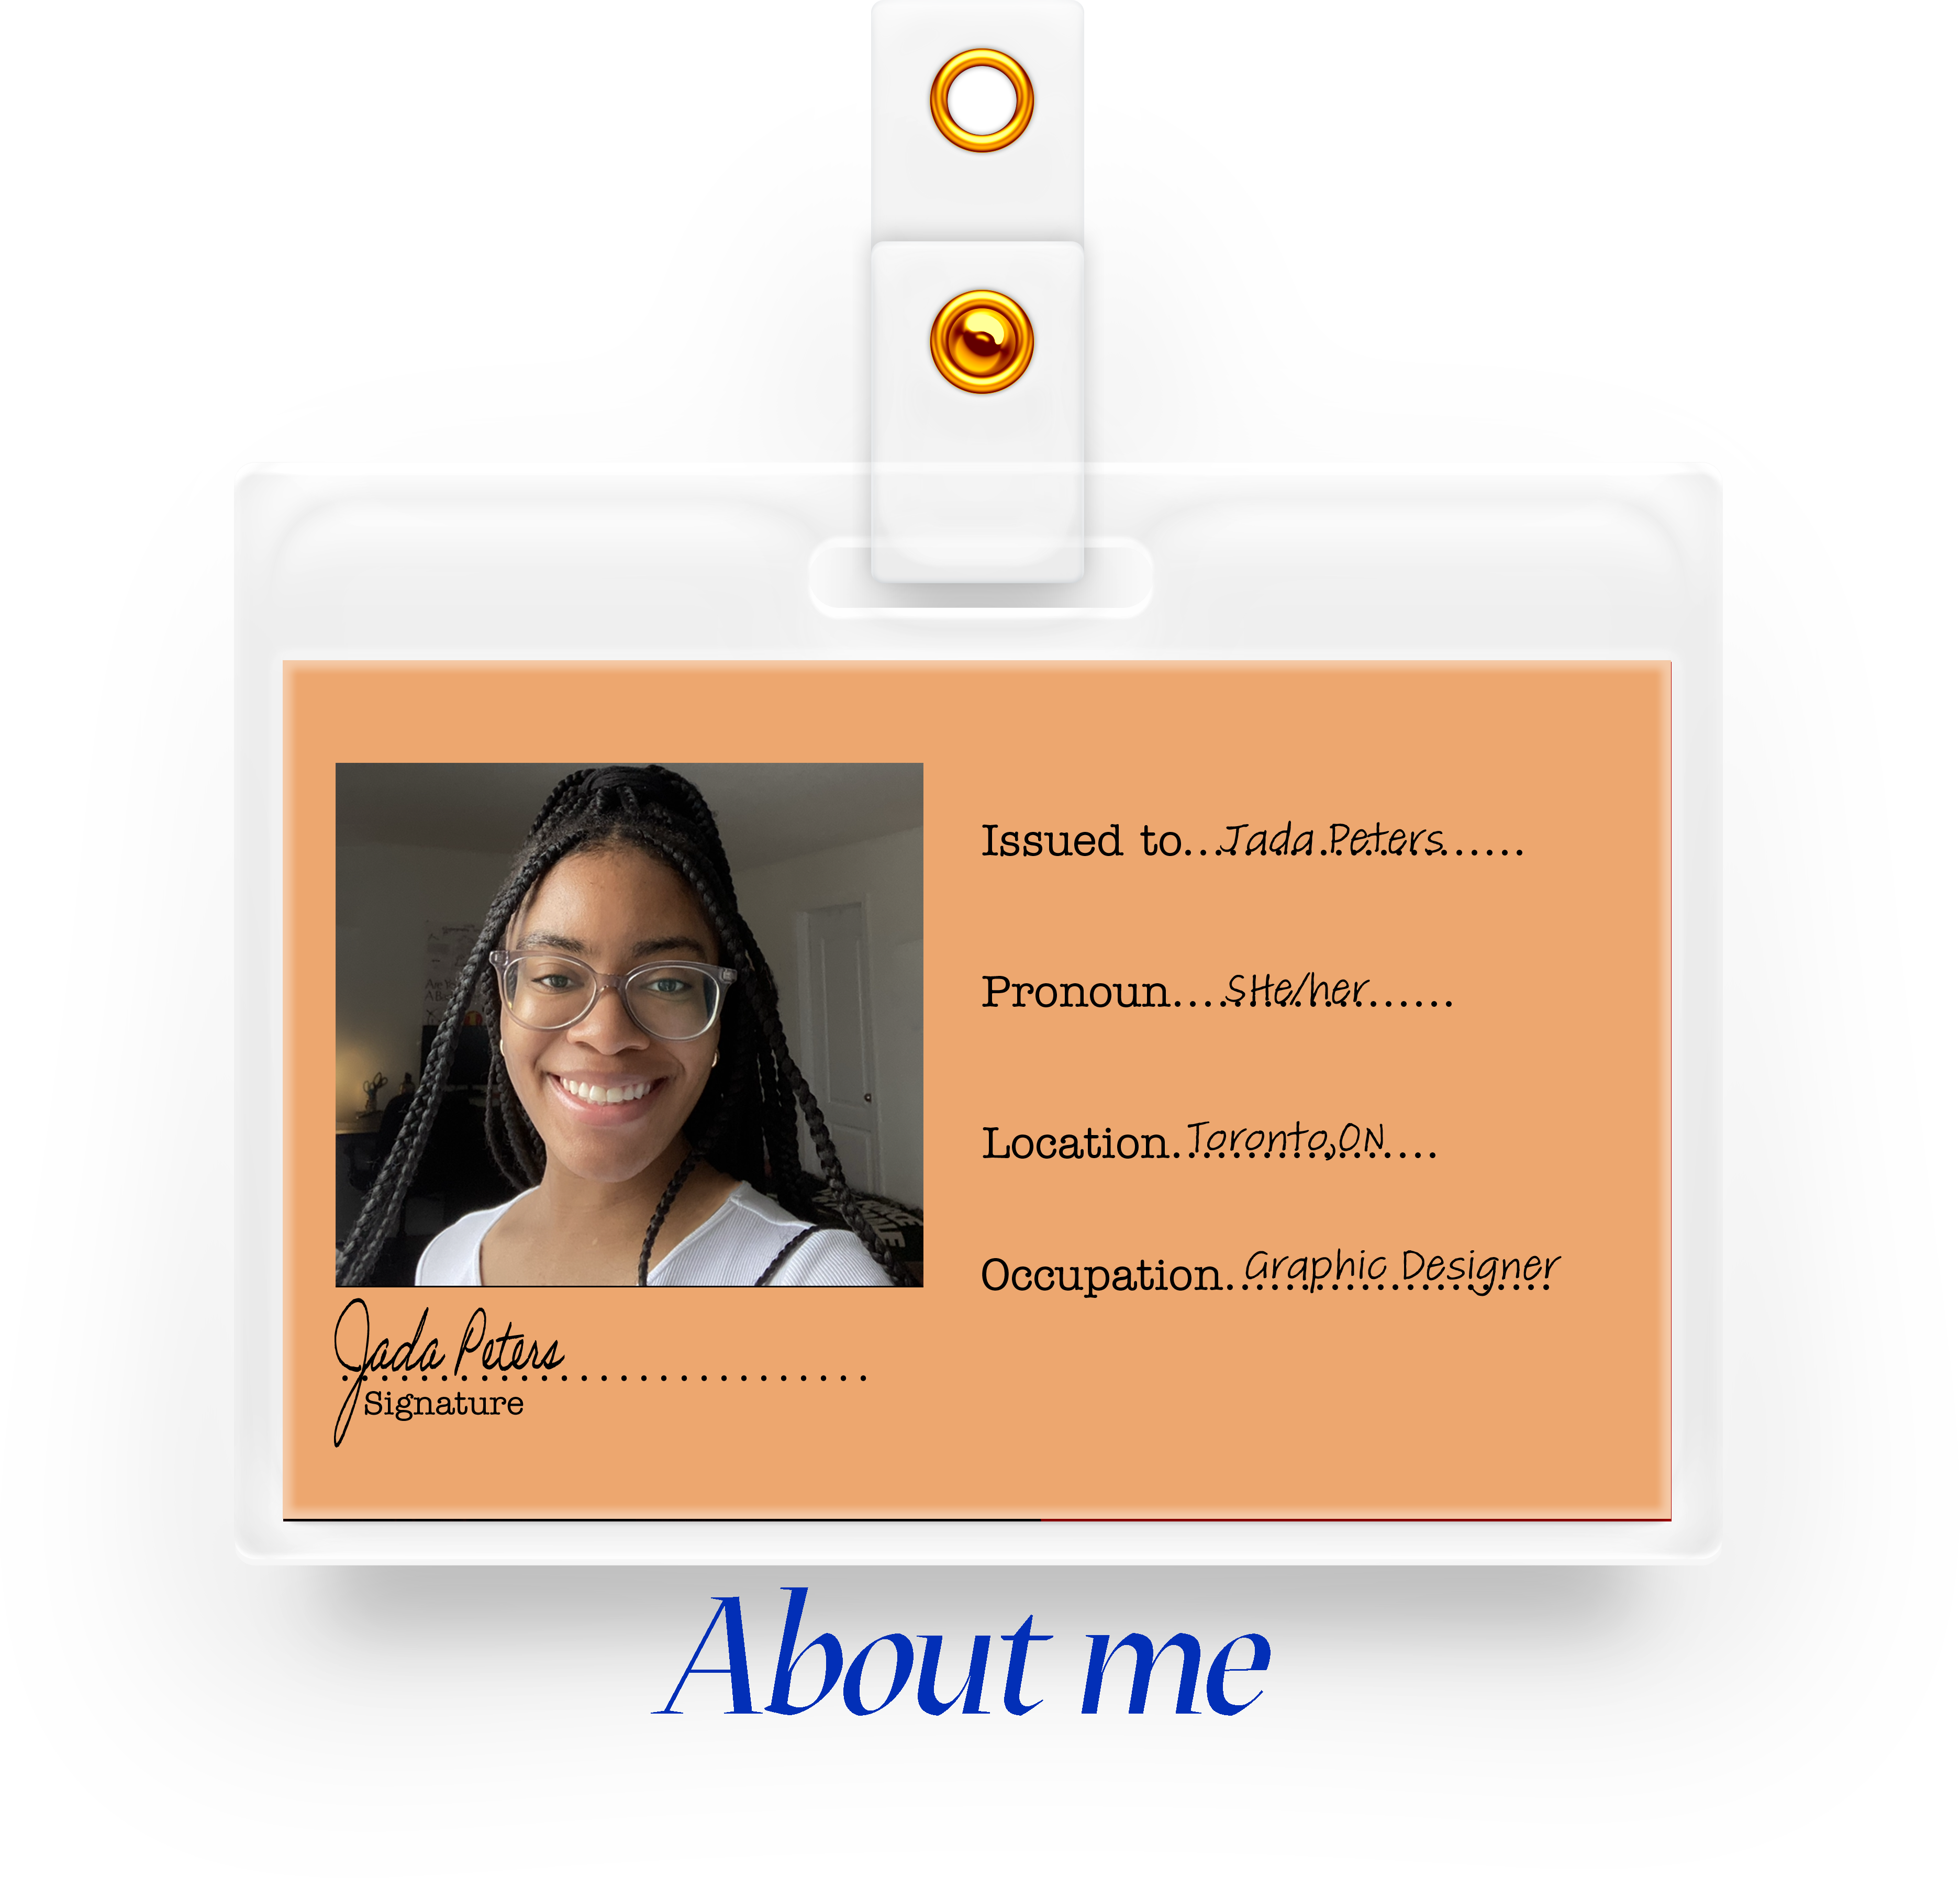 Issued to...Jada Peters......
Pronoun....SHe/her......
Location.Toronto,ON....
Occupation.Graphic Designer
Jada Peters
Signature
About me